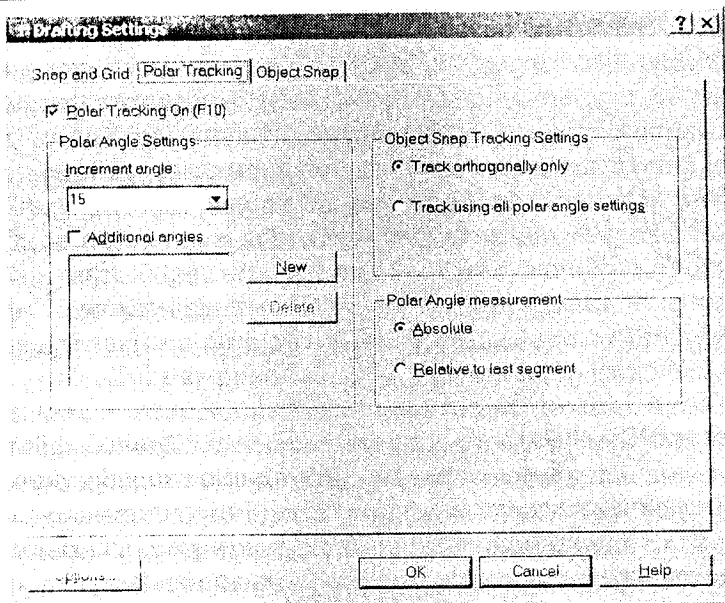 Drafting Settings
? ×
Snap and Grid Polar Tracking Object Snap
Polar Tracking On (F10)
Polar Angle Settings
Increment angle
15
Additional angles
New
Delete
Object Snap Tracking Settings
Track orthogonally only
Track using all polar angle settings
Polar Angle measurement
Absolute
Relative to last segment
Options...
OK
Cancel
Help